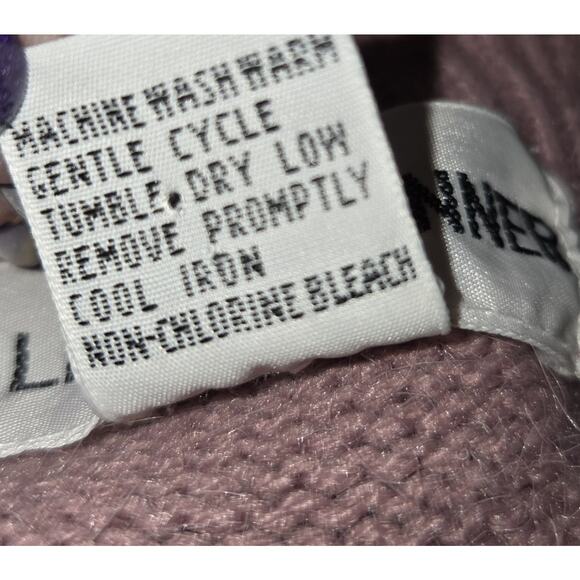 MACHINE WASH WARM
GENTLE CYCLE
TUMBLE DRY LOW
REMOVE PROMPTLY
COOL IRON
NON-CHLORINE BLEACH